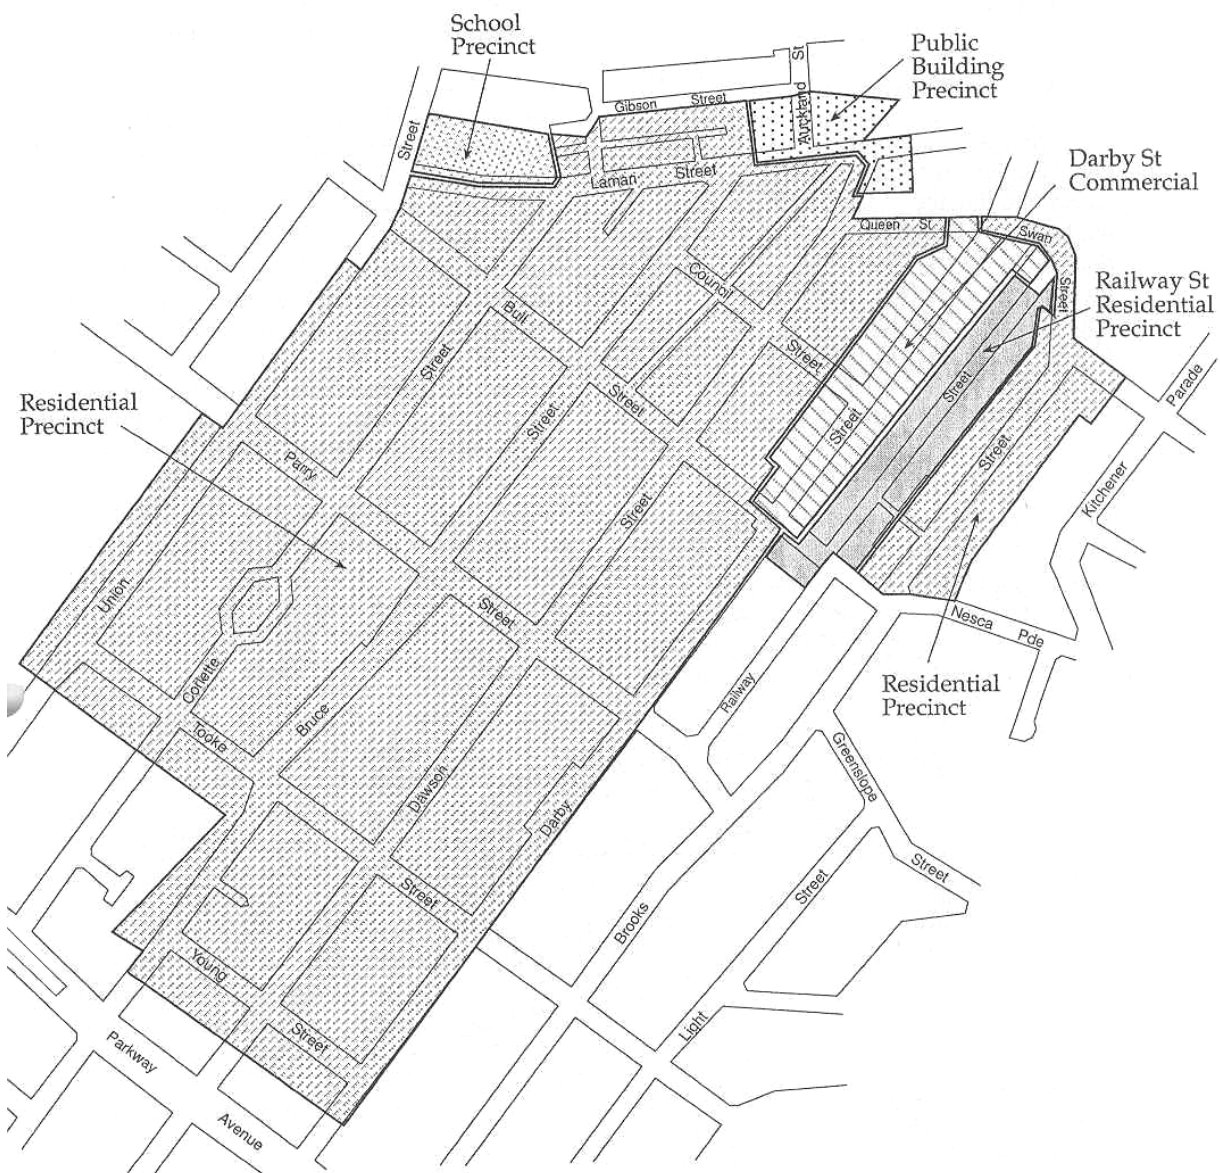 School
Precinct
Public
Building
Precinct
St
Auckland
Gibson Street
Street
Laman Street
Darby St
Commercial
Queen St
Swan
Street
Railway St
Residential
Precinct
Council
Street
Bull
Street
Street
Street
Street
Street
Street
Street
Parade
Kitchener
Residential
Precinct
Parry
Street
Union
Corlette
Tooke
Bruce
Dawson
Darby
Street
Nesca Pde
Residential
Precinct
Railway
Greenslope
Street
Street
Brooks
Light
Young
Street
Parkway
Avenue